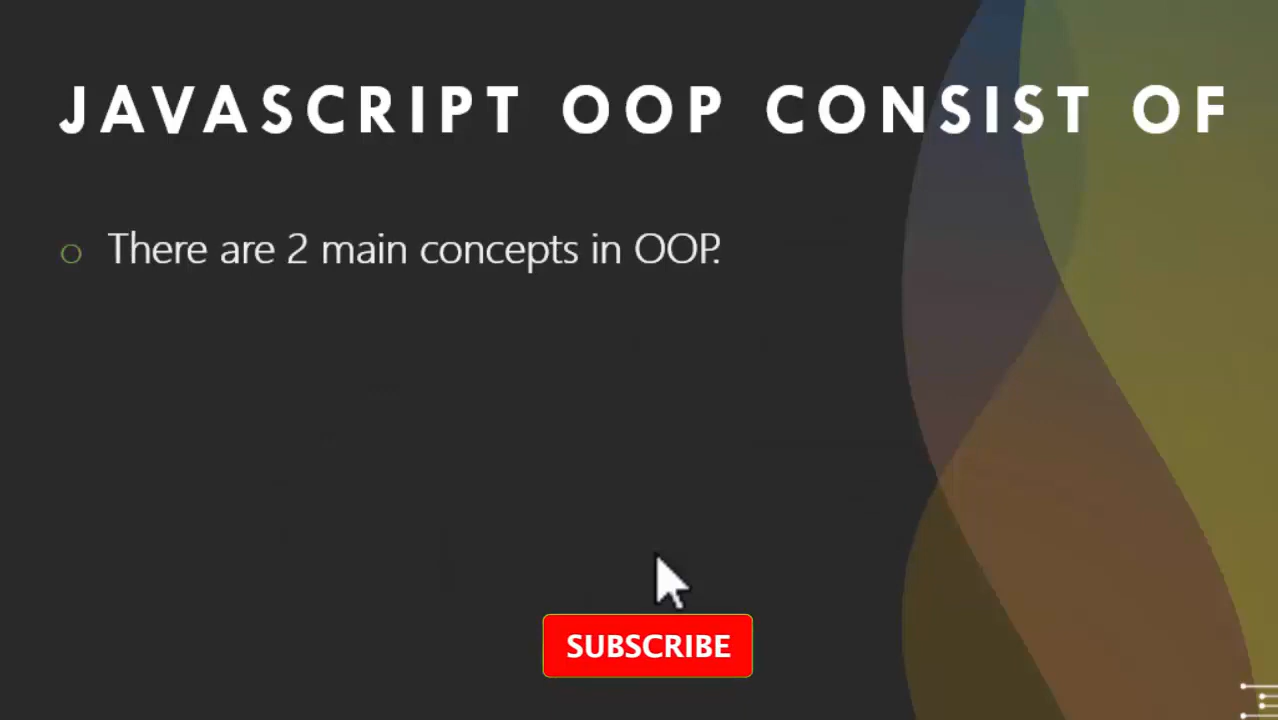 JAVASCRIPT OOP CONSIST OF
There are 2 main concepts in OOP.
SUBSCRIBE